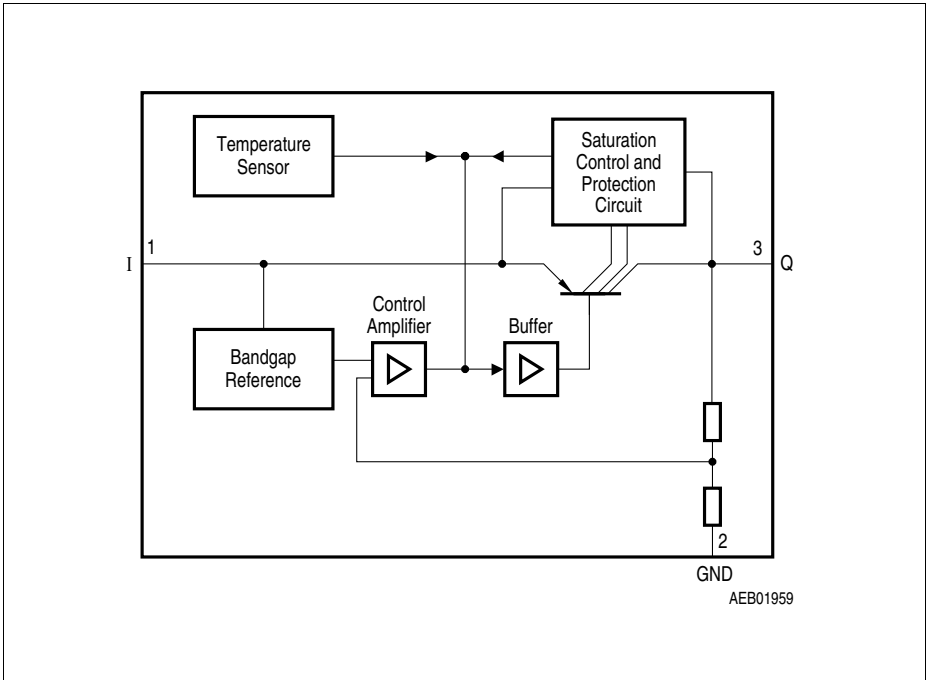 Temperature
Sensor
Saturation
Control and
Protection
Circuit
1
I
3
Q
Control
Amplifier
Buffer
Bandgap
Reference
2
GND
AEB01959